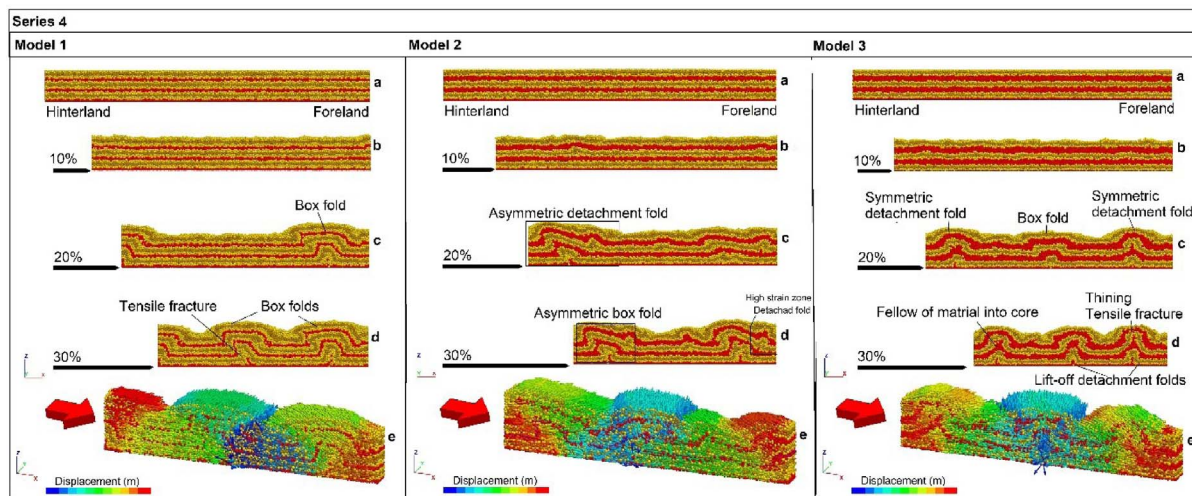 Series 4
Model 1
a
Hinterland Foreland
b
10%
Box fold
c
20%
Tensile fracture Box folds
d
30%
z
x
e
z
y
x
Displacement (m)
Model 2
a
Hinterland Foreland
b
10%
Asymmetric detachment fold
c
20%
High strain zone
Asymmetric box fold Detachad fold
d
30%
z
x
e
z
y
x
Displacement (m)
Model 3
a
Hinterland Foreland
b
10%
Symmetric
detachment fold
Box fold
Symmetric
detachment fold
c
20%
Thining
Tensile fracture
Fellow of matrial into core
d
30%
Lift-off detachment folds
z
x
e
z
y
x
Displacement (m)